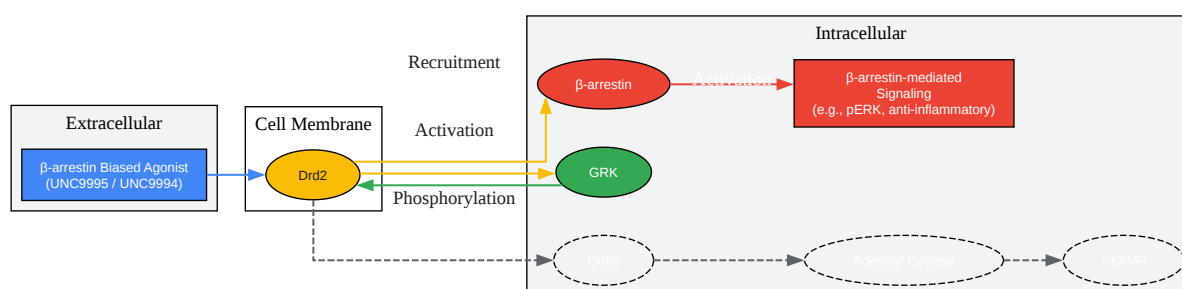 Intracellular
Recruitment
β-arrestin
Activation
β-arrestin-mediated
Signaling
(e.g., pERK, anti-inflammatory)
Extracellular
Cell Membrane
Activation
β-arrestin Biased Agonist
(UNC9995 / UNC9994)
Drd2
GRK
Phosphorylation
Adenylyl Cyclase
cAMP